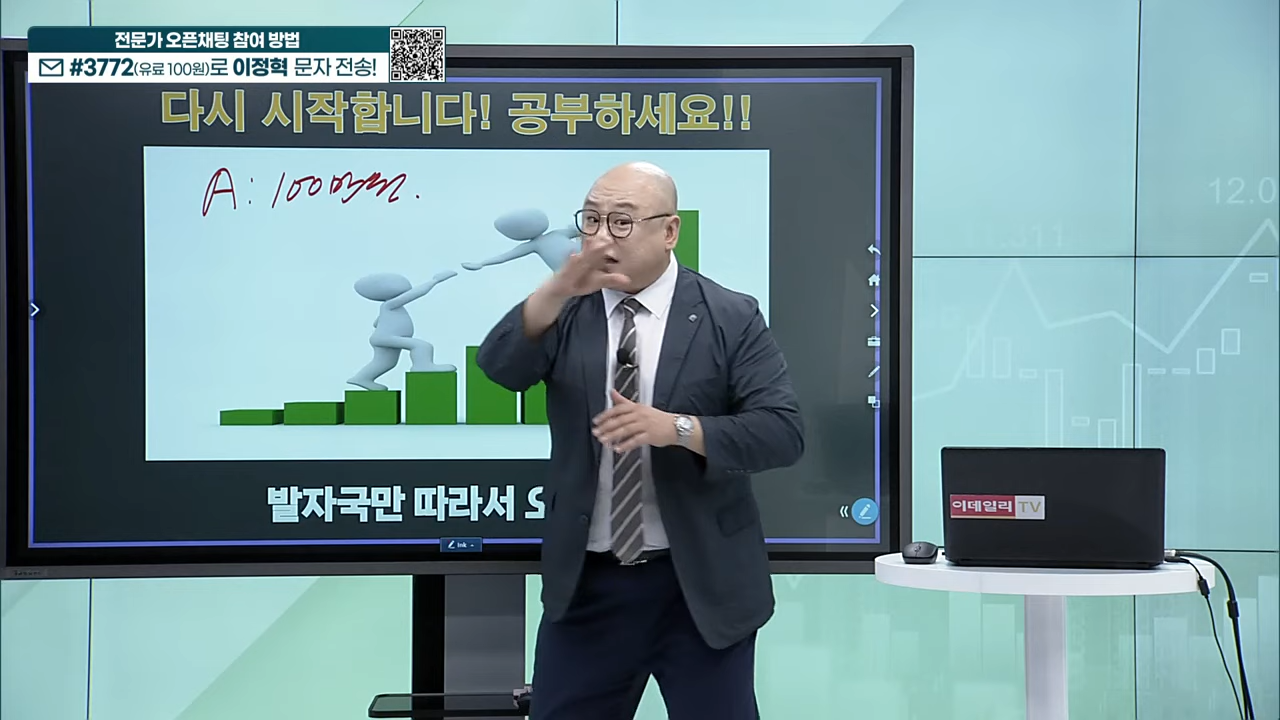 전문가 오픈채팅 참여 방법
#3772(유료 100원)로 이정혁 문자 전송!
다시 시작합니다! 공부하세요!!
A: 100만원.
발자국만 따라서 오
Ink
12.0
이데일리 TV